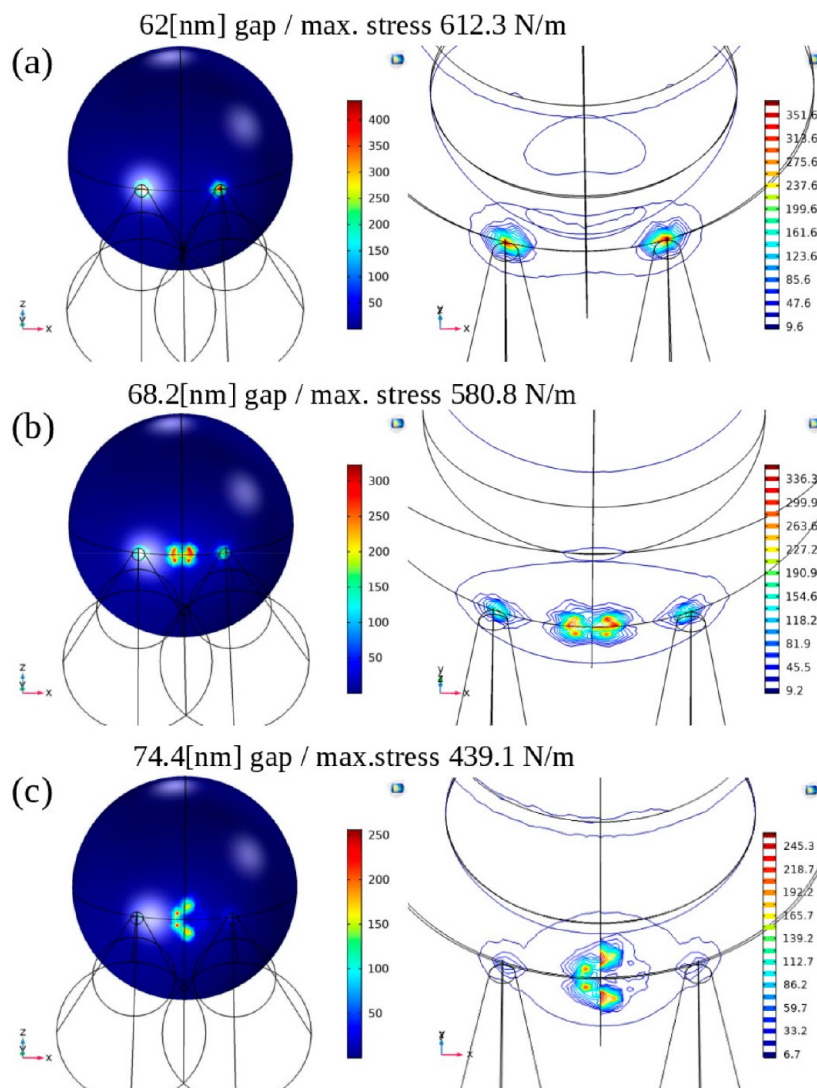 62[nm] gap / max. stress 612.3 N/m
(a)
400
350
300
250
200
150
100
50
z
y
x
351.6
313.6
275.6
237.6
199.6
161.6
123.6
85.6
47.6
9.6
x
68.2[nm] gap / max. stress 580.8 N/m
(b)
300
250
200
150
100
50
z
x
336.3
299.9
263.6
227.2
190.9
154.6
118.2
81.9
45.5
9.2
y
z
x
74.4[nm] gap / max.stress 439.1 N/m
(c)
250
200
150
100
50
z
x
245.3
218.8
192.2
165.7
139.2
112.7
86.2
59.7
33.2
6.7
x